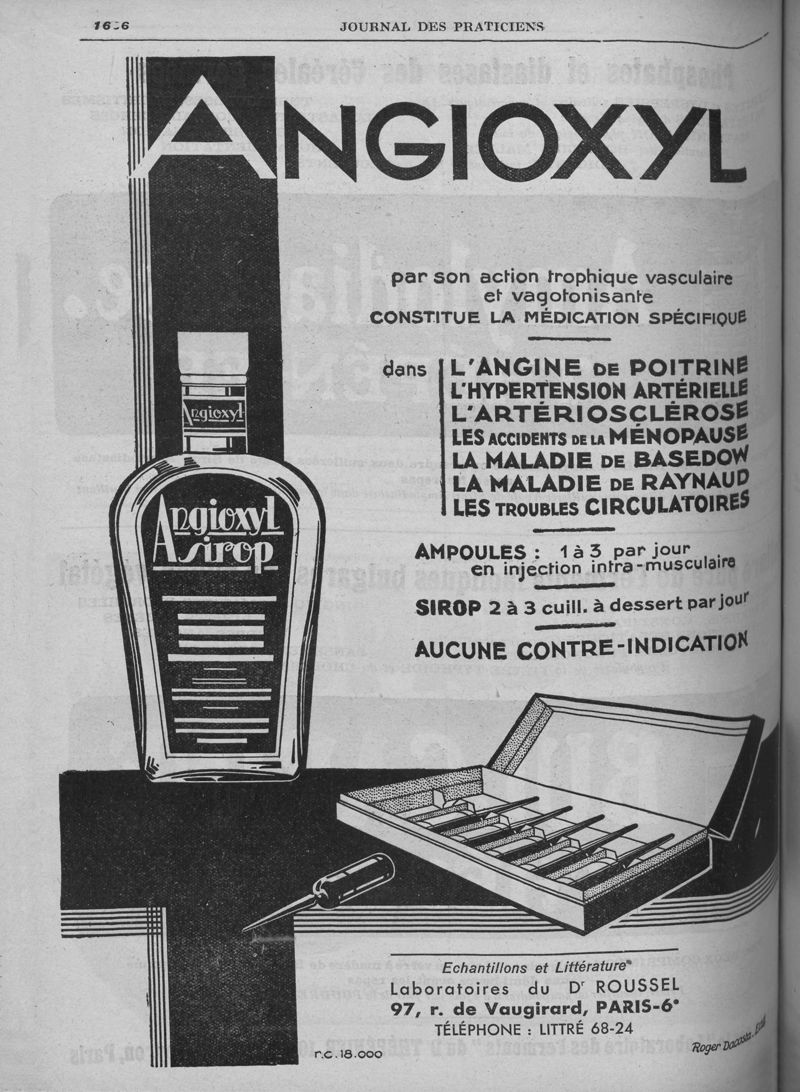 JOURNAL DES PRATICIENS
ANGIOXYL
par son action trophique vasculaire
et vagotonisante
CONSTITUE LA MÉDICATION SPÉCIFIQUE
dans
L'ANGINE DE POITRINE
L'HYPERTENSION ARTÉRIELLE
L'ARTÉRIOSCLÉROSE
LES ACCIDENTS DE LA MÉNOPAUSE
LA MALADIE DE BASEDOW
LA MALADIE DE RAYNAUD
LES TROUBLES CIRCULATOIRES
Angioxyl
Angioxyl
sirop
AMPOULES : 1 à 3 par jour
en injection intra-musculaire
SIROP 2 à 3 cuill. à dessert par jour
AUCUNE CONTRE-INDICATION
Echantillons et Littérature
Laboratoires du Dr ROUSSEL
97, r. de Vaugirard, PARIS-6e
TÉLÉPHONE : LITTRÉ 68-24
r.c. 18.000
Roger Dacosta